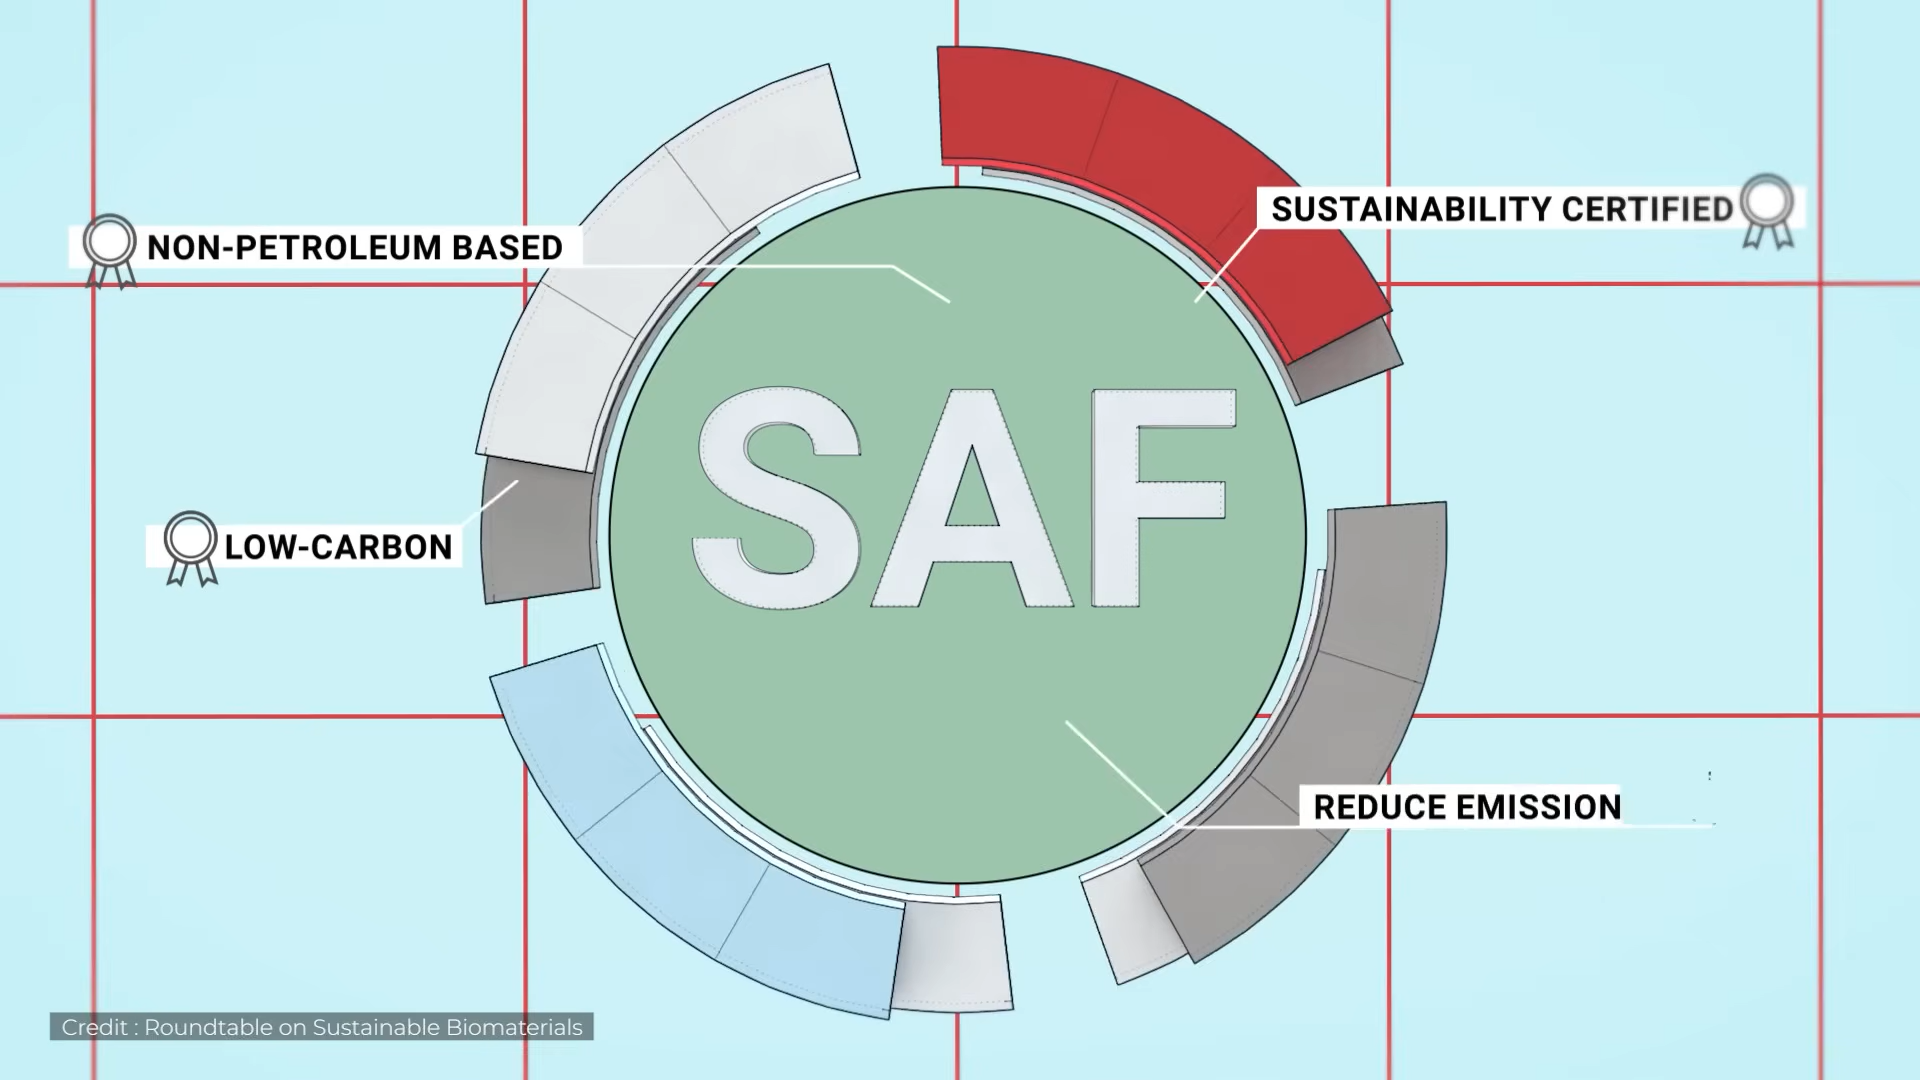 SUSTAINABILITY CERTIFIED
NON-PETROLEUM BASED
SAF
LOW-CARBON
REDUCE EMISSION
Credit : Roundtable on Sustainable Biomaterials